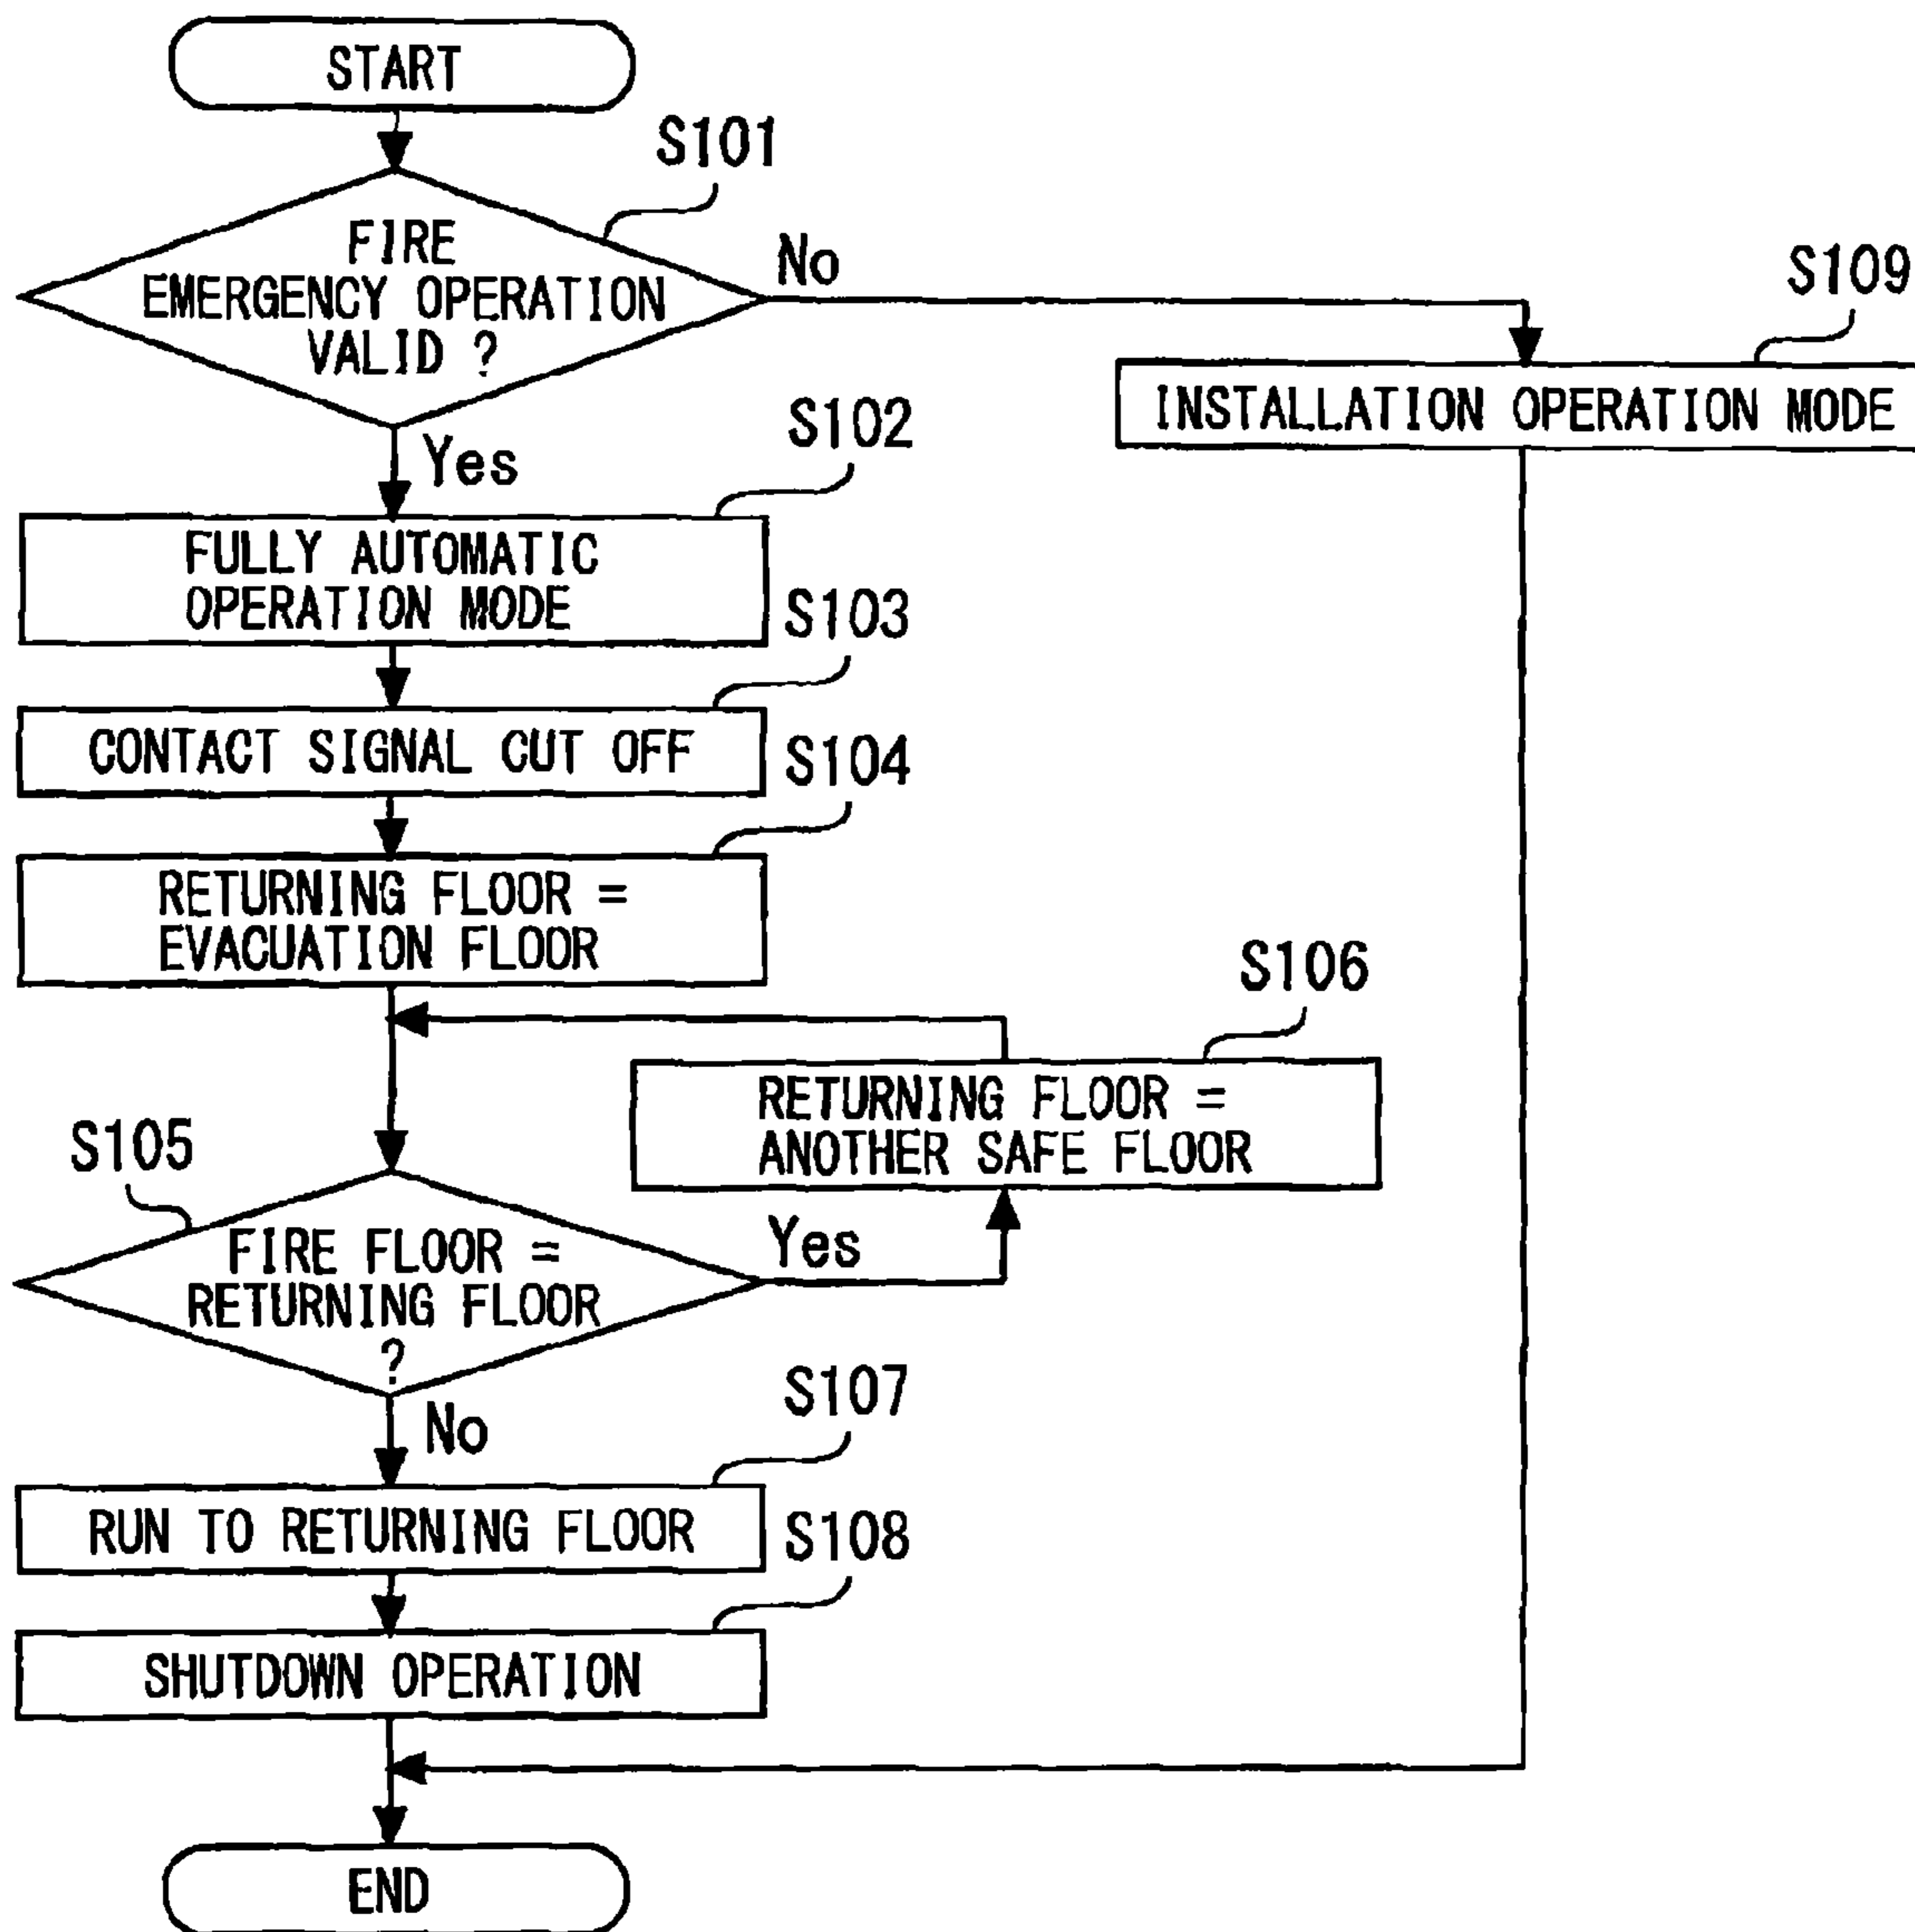 START
S101
FIRE
EMERGENCY OPERATION
VALID ?
No
S109
INSTALLATION OPERATION MODE
Yes
S102
FULLY AUTOMATIC
OPERATION MODE
S103
CONTACT SIGNAL CUT OFF
S104
RETURNING FLOOR =
EVACUATION FLOOR
S106
RETURNING FLOOR =
ANOTHER SAFE FLOOR
S105
FIRE FLOOR =
RETURNING FLOOR
?
Yes
No
S107
RUN TO RETURNING FLOOR
S108
SHUTDOWN OPERATION
END